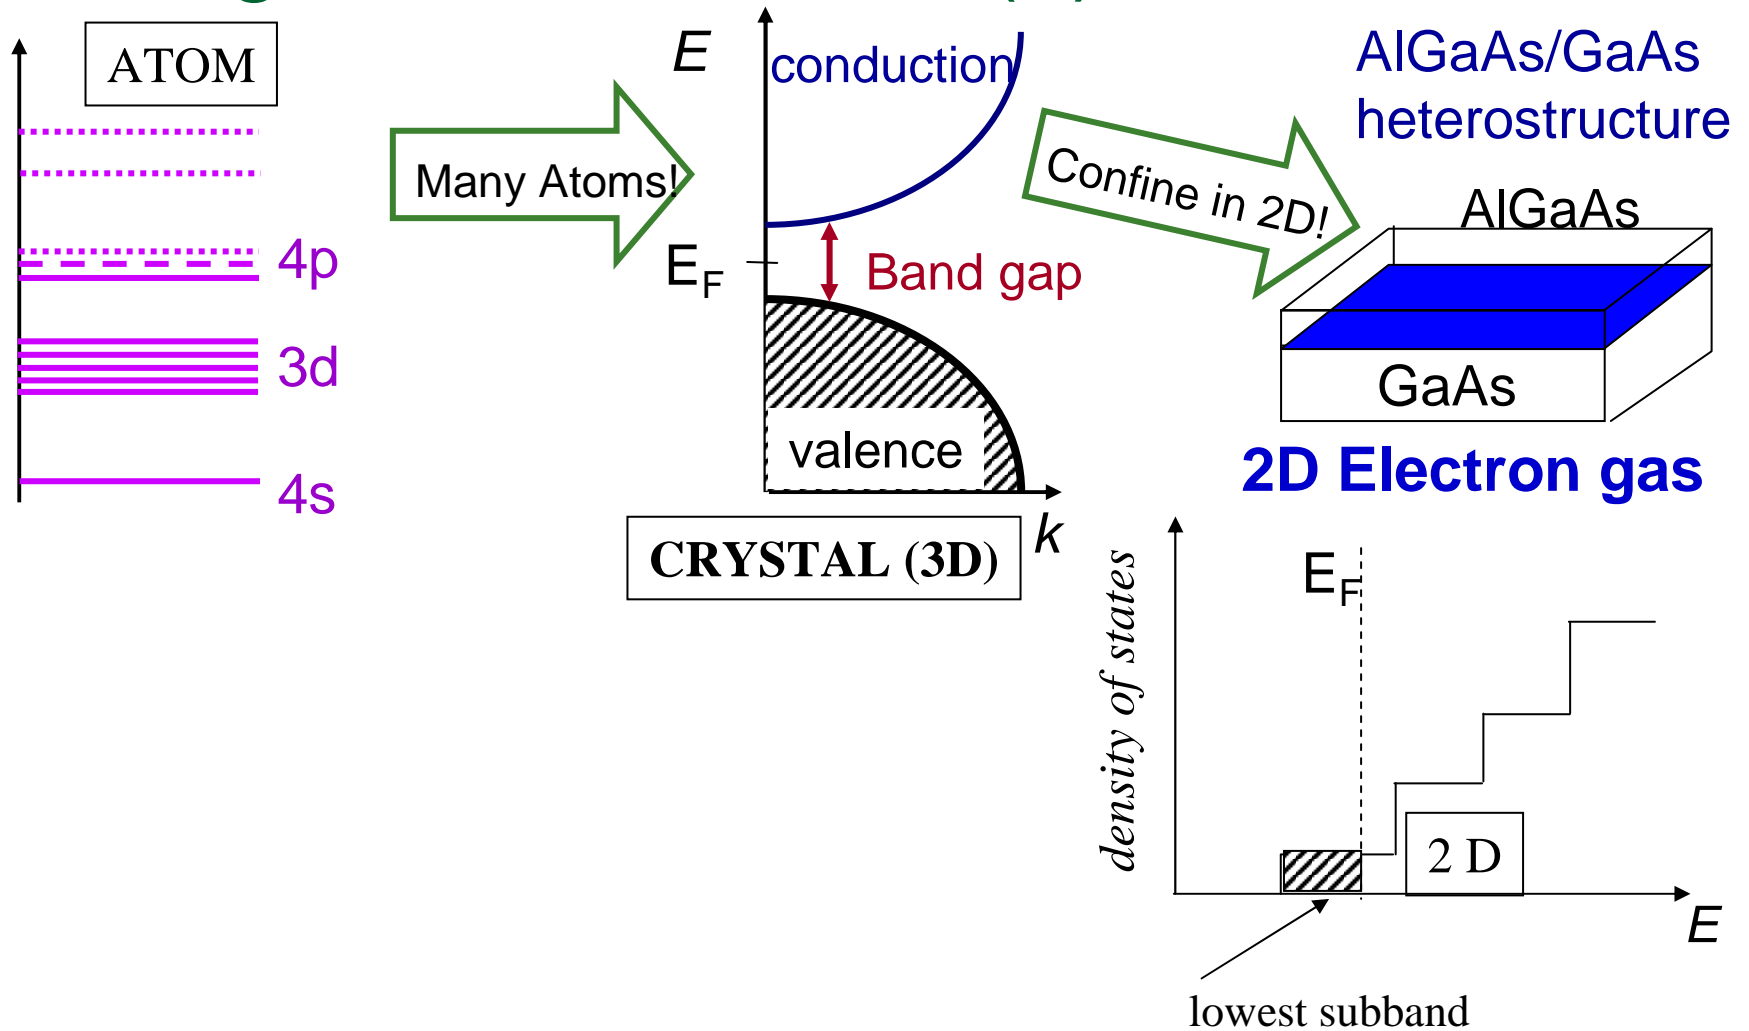 ATOM
4p
3d
4s
Many Atoms!
E
conduction
E_F
Band gap
valence
k
CRYSTAL (3D)
Confine in 2D!
AlGaAs/GaAs
heterostructure
AlGaAs
GaAs
2D Electron gas
density of states
E_F
2 D
E
lowest subband